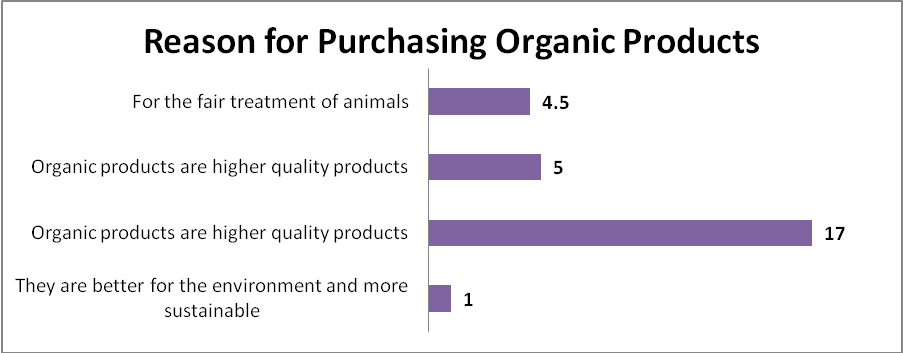 Reason for Purchasing Organic Products
For the fair treatment of animals
4.5
Organic products are higher quality products
5
Organic products are higher quality products
17
They are better for the environment and more
sustainable
1